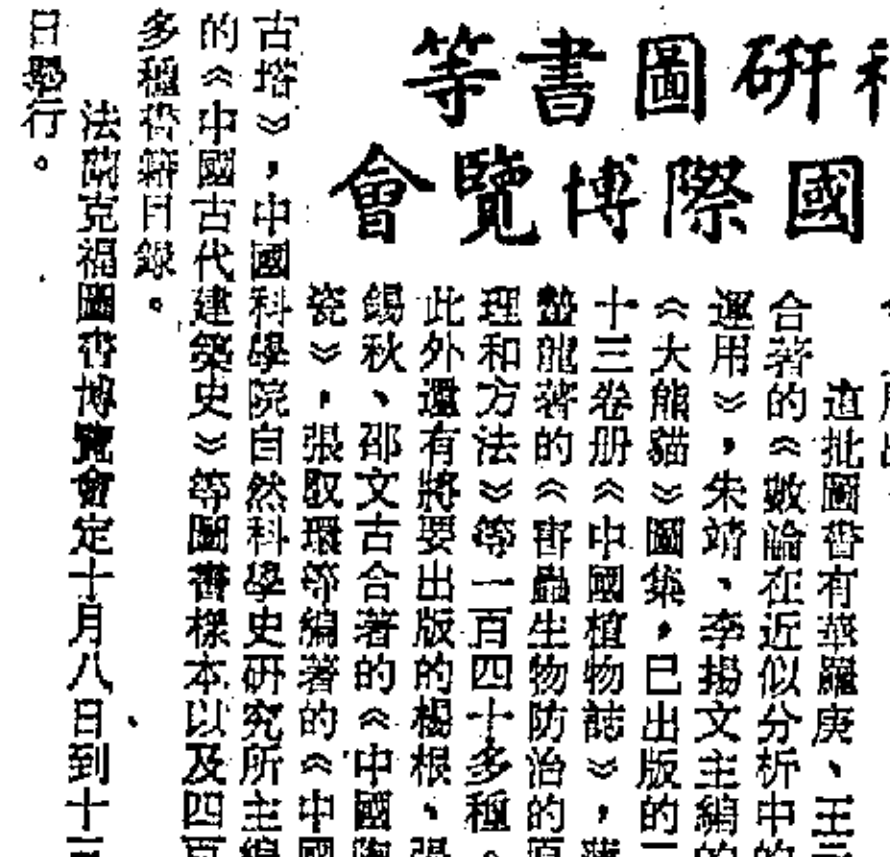 研圖書等
國際博覽會
這批圖書有華羅庚、王
合著的《數論在近似分析中的
運用》，朱靖、李揚文主編的
《大熊貓》圖集，已出版的
十三卷册《中國植物誌》，蒲
蟄龍著的《害蟲生物防治的原
理和方法》等一百四十多種。
此外還有將要出版的楊根、張
錫秋、邵文古合著的《中國陶
瓷》，張馭環等編著的《中國
古塔》，中國科學院自然科學史研究所主編
的《中國古代建築史》等圖書樣本以及四百
多種書籍目錄。
法蘭克福圖書博覽會定十月八日到十
日舉行。